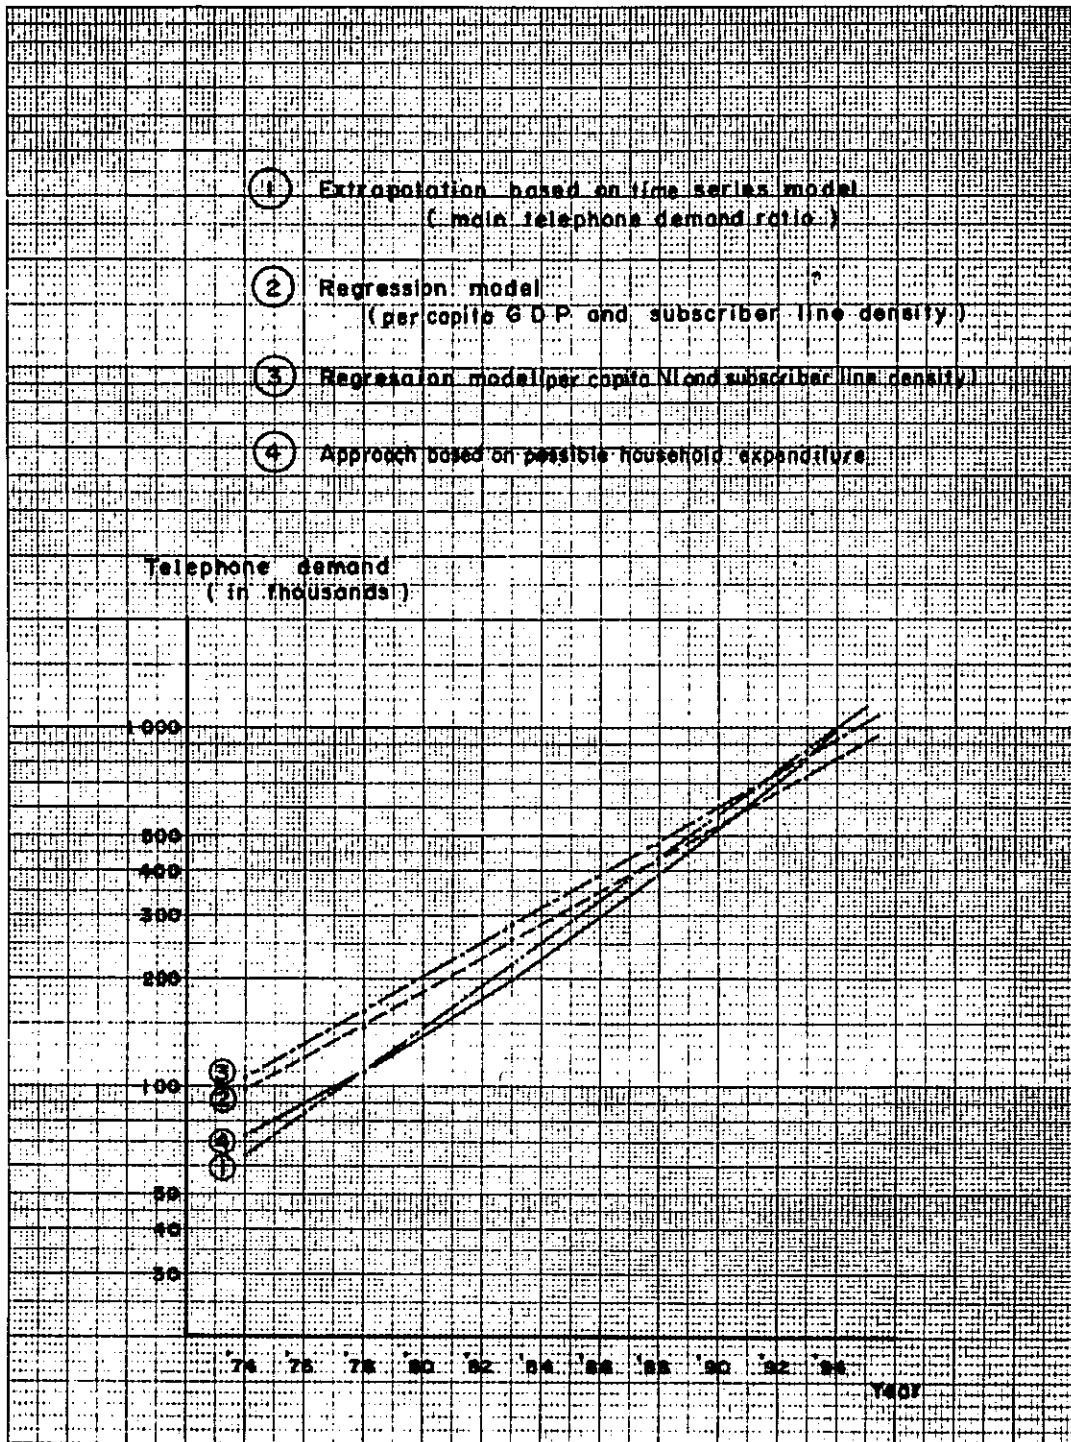 ① Extrapolation based on time series model
( main telephone demand ratio )
② Regression model
(per capita G D P and subscriber line density)
③ Regression model (per capita NI and subscriber line density)
④ Approach based on possible household expenditure
Telephone demand
( in thousands )
1 000
500
400
300
200
100
50
40
30
③
②
④
①
'74 '76 '78 '80 '82 '84 '86 '88 '90 '92 '94
Year